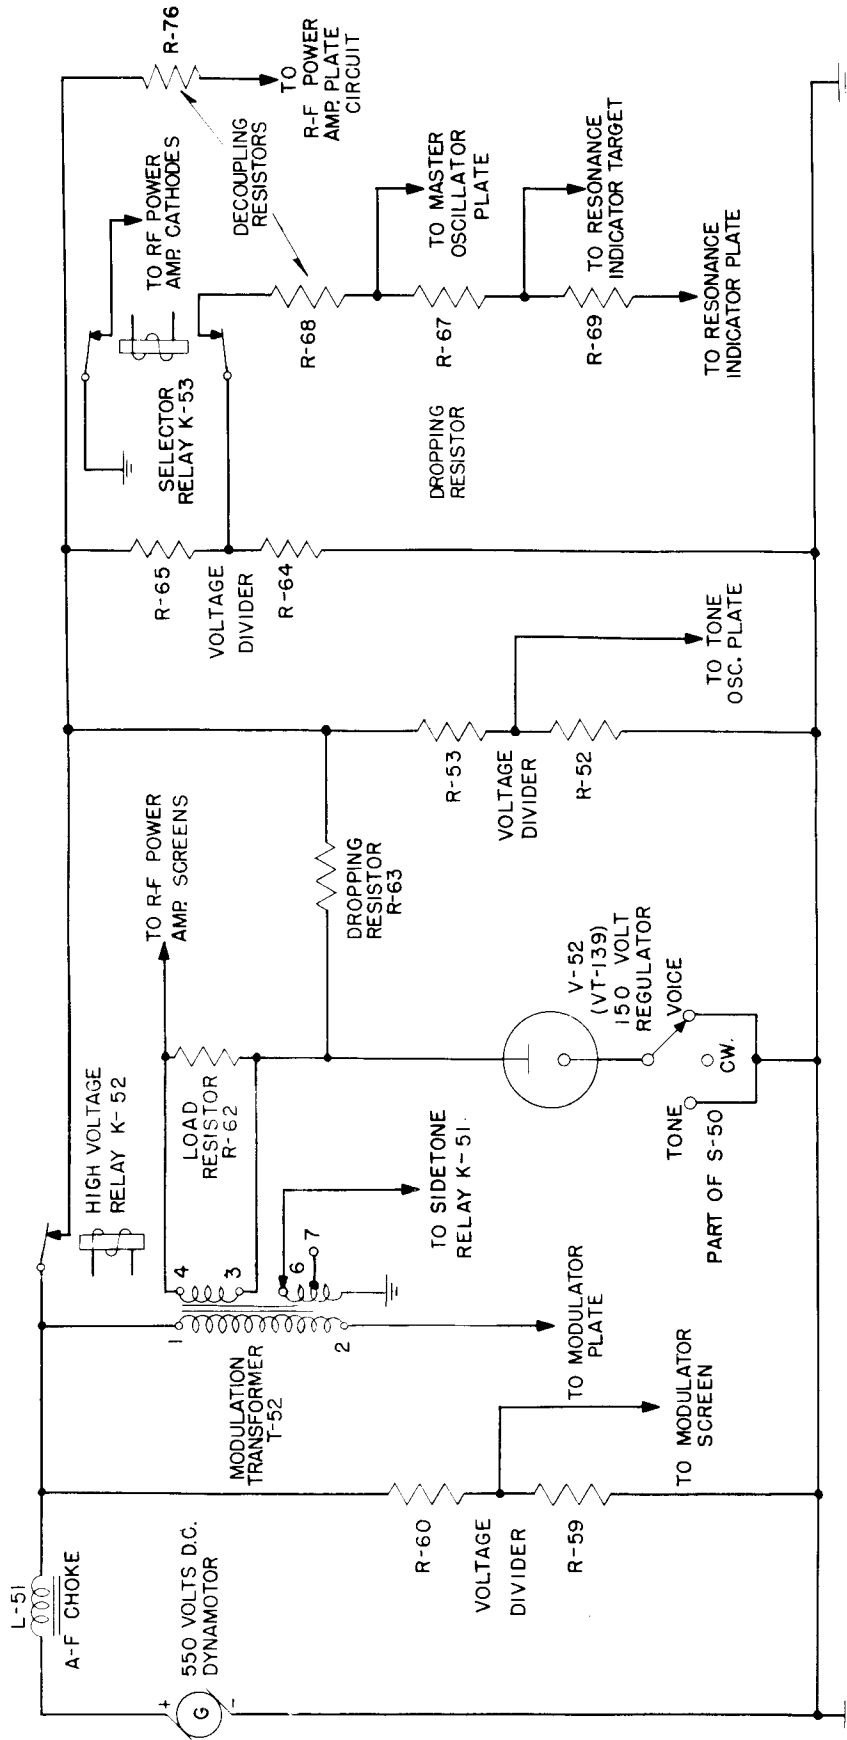 L-51
A-F CHOKE
+
G
-
550 VOLTS D.C.
DYNAMOTOR
R-60
VOLTAGE
DIVIDER
R-59
TO MODULATOR
SCREEN
MODULATION
TRANSFORMER
T-52
1
2
4
3
6
7
TO MODULATOR
PLATE
HIGH VOLTAGE
RELAY K-52
LOAD
RESISTOR
R-62
TO SIDETONE
RELAY K-51.
TO R-F POWER
AMP. SCREENS
DROPPING
RESISTOR
R-63
V-52
(VT-139)
150 VOLT
REGULATOR
VOICE
CW.
TONE
PART OF S-50
R-53
VOLTAGE
DIVIDER
R-52
TO TONE
OSC. PLATE
R-65
VOLTAGE
DIVIDER
R-64
SELECTOR
RELAY K-53
TO RF POWER
AMP. CATHODES
DECOUPLING
RESISTORS
R-76
TO
R-F POWER
AMP. PLATE
CIRCUIT
R-68
TO MASTER
OSCILLATOR
PLATE
R-67
DROPPING
RESISTOR
TO RESONANCE
INDICATOR TARGET
R-69
TO RESONANCE
INDICATOR PLATE